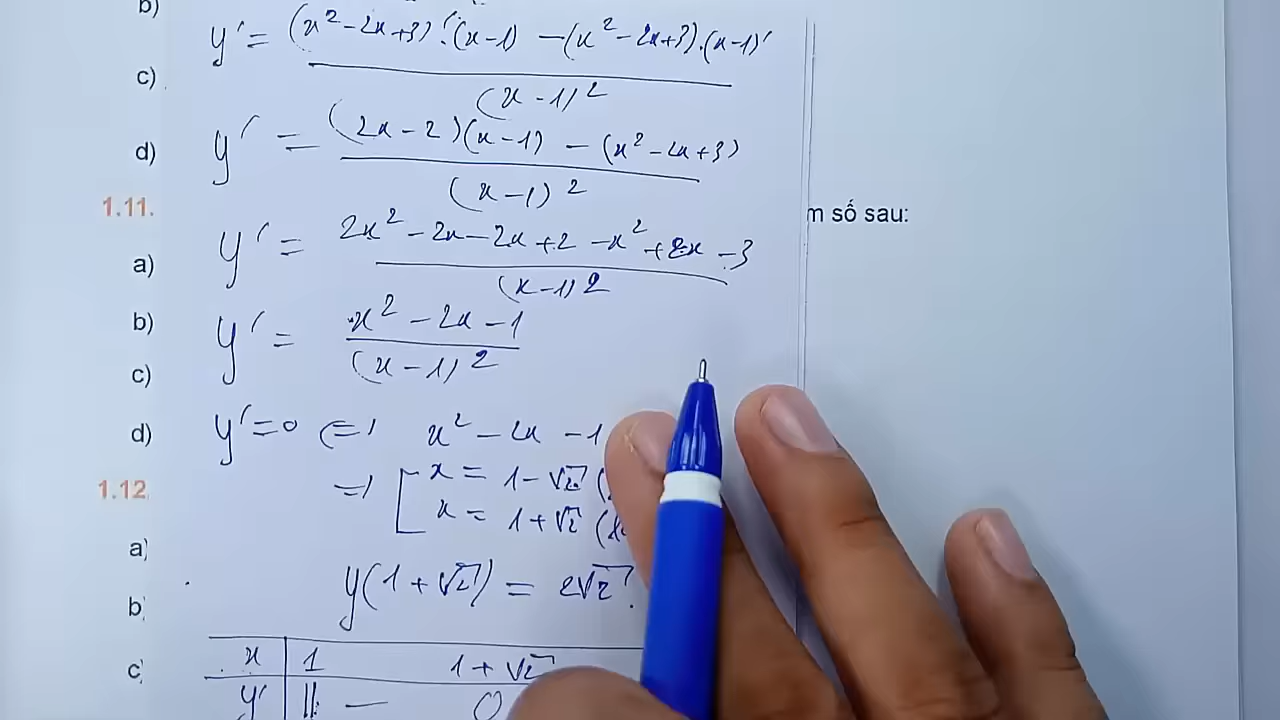 b)
y' = (x² - 2x + 3)'.(x - 1) - (x² - 2x + 3).(x - 1)'
c)
(x - 1)²
d)
y' = (2x - 2)(x - 1) - (x² - 2x + 3)
(x - 1)²
1.11.
m số sau:
a)
y' = 2x² - 2x - 2x + 2 - x² + 2x - 3
(x - 1)²
b)
y' = x² - 2x - 1
c)
(x - 1)²
d)
y' = 0 <=> x² - 2x - 1
=> [ x = 1 - √2 (
1.12
x = 1 + √2 (
a)
y(1 + √2) = 2√2
b)
c)
x | 1 1 + √2
y' || - 0